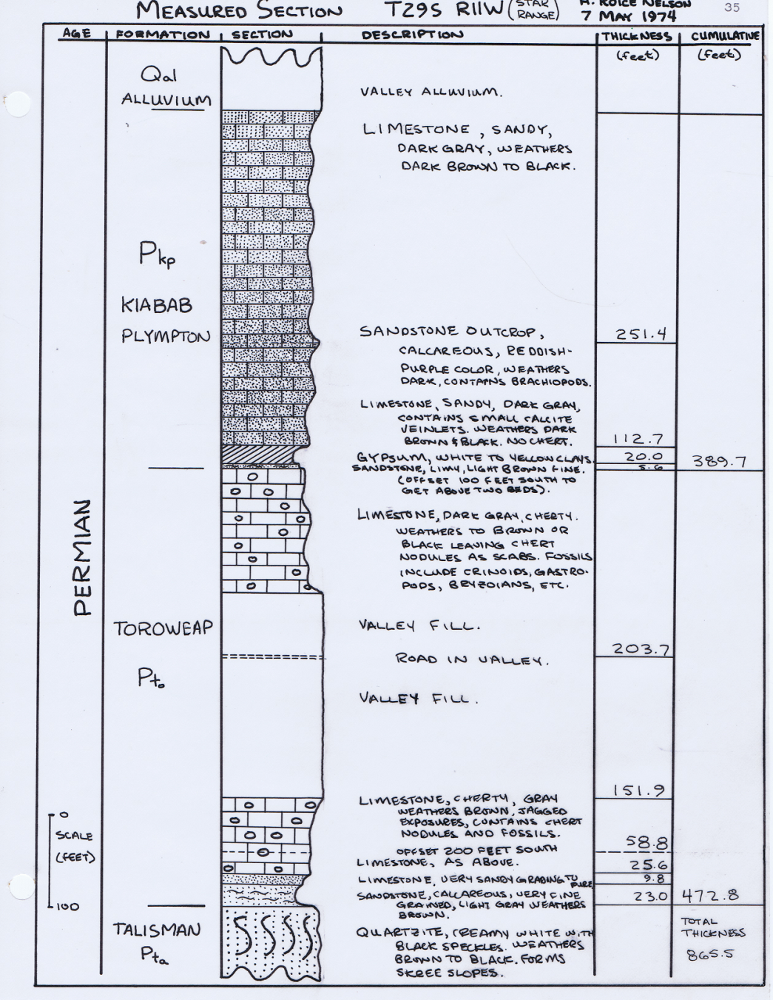 MEASURED SECTION T29S R11W (STAR RANGE) H. ROICE NELSON
7 MAY 1974
35
AGE FORMATION SECTION DESCRIPTION THICKNESS CUMULATIVE
(feet) (feet)
Qal
ALLUVIUM
VALLEY ALLUVIUM.
LIMESTONE, SANDY,
DARK GRAY, WEATHERS
DARK BROWN TO BLACK.
Pkp
KIABAB
PLYMPTON
SANDSTONE OUTCROP, 251.4
CALCAREOUS, REDDISH-
PURPLE COLOR, WEATHERS
DARK, CONTAINS BRACHIOPODS.
LIMESTONE, SANDY, DARK GRAY,
CONTAINS SMALL CALCITE
VEINLETS. WEATHERS DARK
BROWN & BLACK. NO CHERT. 112.7
GYPSUM, WHITE TO YELLOW CLAYS. 20.0 389.7
SANDSTONE, LIMY, LIGHT BROWN FINE. 5.6
(OFFSET 100 FEET SOUTH TO
GET ABOVE TWO BEDS).
PERMIAN
LIMESTONE, DARK GRAY, CHERTY.
WEATHERS TO BROWN OR
BLACK LEAVING CHERT
NODULES AS SCABS. FOSSILS
INCLUDE CRINOIDS, GASTRO-
PODS, BRYZOIANS, ETC.
TOROWEAP
Pto
VALLEY FILL.
203.7
ROAD IN VALLEY.
VALLEY FILL.
151.9
LIMESTONE, CHERTY, GRAY
WEATHERS BROWN, JAGGED
EXPOSURES, CONTAINS CHERT
NODULES AND FOSSILS.
58.8
OFFSET 200 FEET SOUTH
LIMESTONE, AS ABOVE. 25.6
LIMESTONE, VERY SANDY GRADING TO PURE 9.8
SANDSTONE, CALCAREOUS, VERY FINE 23.0 472.8
GRAINED, LIGHT GRAY WEATHERS
BROWN.
0
SCALE
(FEET)
100
TALISMAN
Pta
QUARTZITE, CREAMY WHITE WITH
BLACK SPECKLES. WEATHERS
BROWN TO BLACK. FORMS
SKREE SLOPES.
TOTAL
THICKNESS
865.5